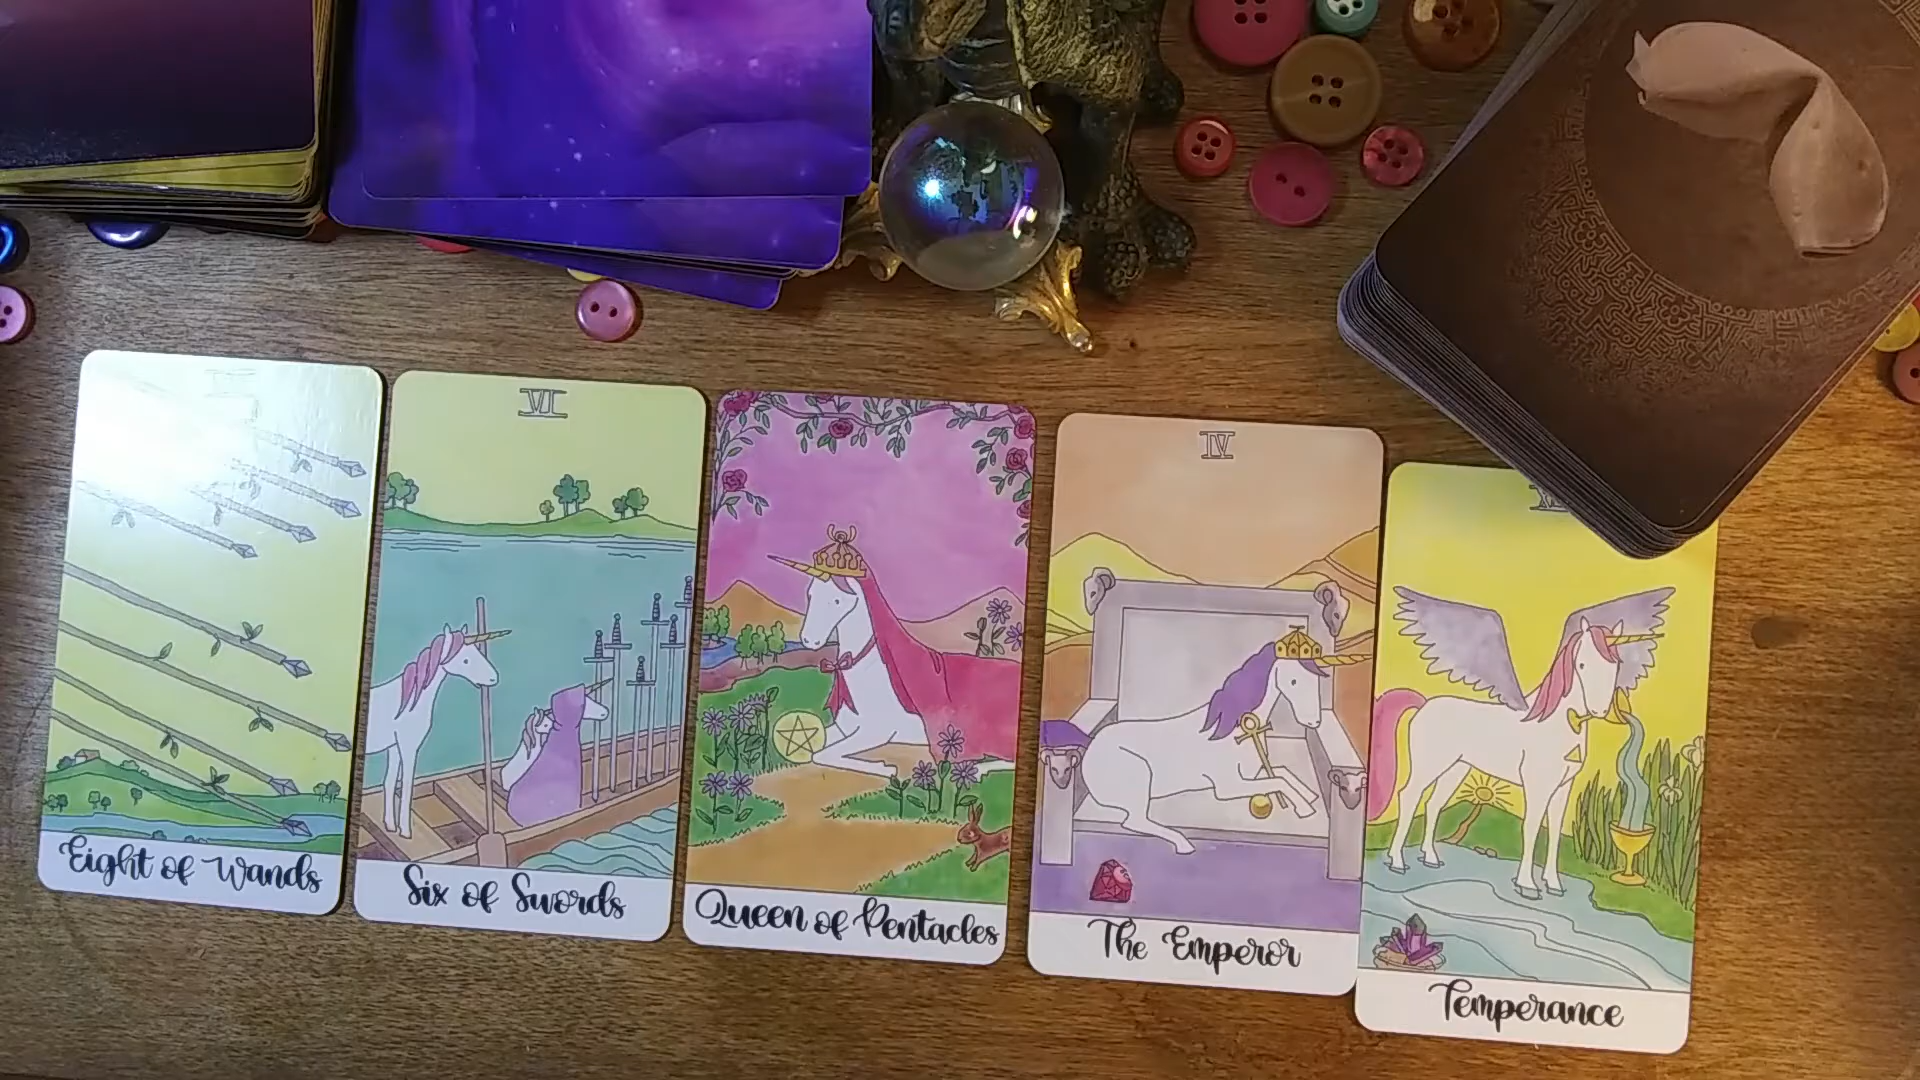 VI
IV
Eight of Wands
Six of Swords
Queen of Pentacles
The Emperor
Temperance